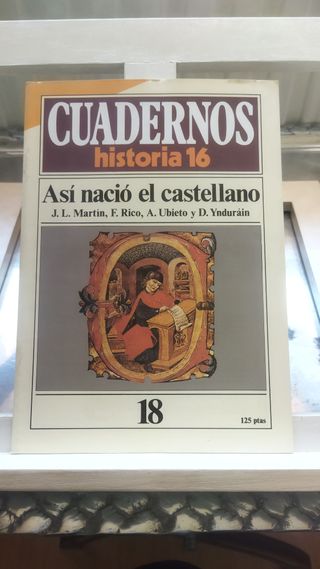 CUADERNOS
historia 16
Así nació el castellano
J. L. Martín, F. Rico, A. Ubieto y D. Ynduráin
18
125 ptas